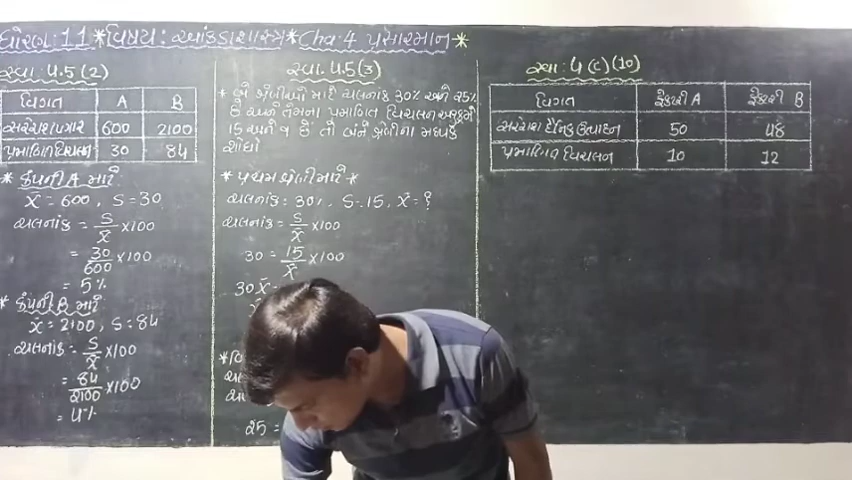 ધોરણ: 11 * વિષય: આંકડાશાસ્ત્ર * Cha: 4 પ્રસારમાન *
સ્વા. 4.5 (2)
વિગત A B
સરેરાશ પગાર 600 2100
પ્રમાણિત વિચલન 30 84
* કંપની A માટે
x̄ = 600, S = 30
ચલનાંક = S/x̄ × 100
= 30/600 × 100
= 5%
* કંપની B માટે
x̄ = 2100, S = 84
ચલનાંક = S/x̄ × 100
= 84/2100 × 100
= 4%
સ્વા. 4.5 (3)
* બે શ્રેણીઓ માટે ચલનાંક 30% અને 25%
છે અને તેમના પ્રમાણિત વિચલન અનુક્રમે
15 અને 9 છે તો બંને શ્રેણીના મધ્યક
શોધો
* પ્રથમ શ્રેણી માટે *
ચલનાંક = 30%, S = 15, x̄ = ?
ચલનાંક = S/x̄ × 100
30 = 15/x̄ × 100
30x̄ =
25 =
સ્વા: 4 (C) (10)
વિગત ફેક્ટરી A ફેક્ટરી B
સરેરાશ દૈનિક ઉત્પાદન 50 48
પ્રમાણિત વિચલન 10 12